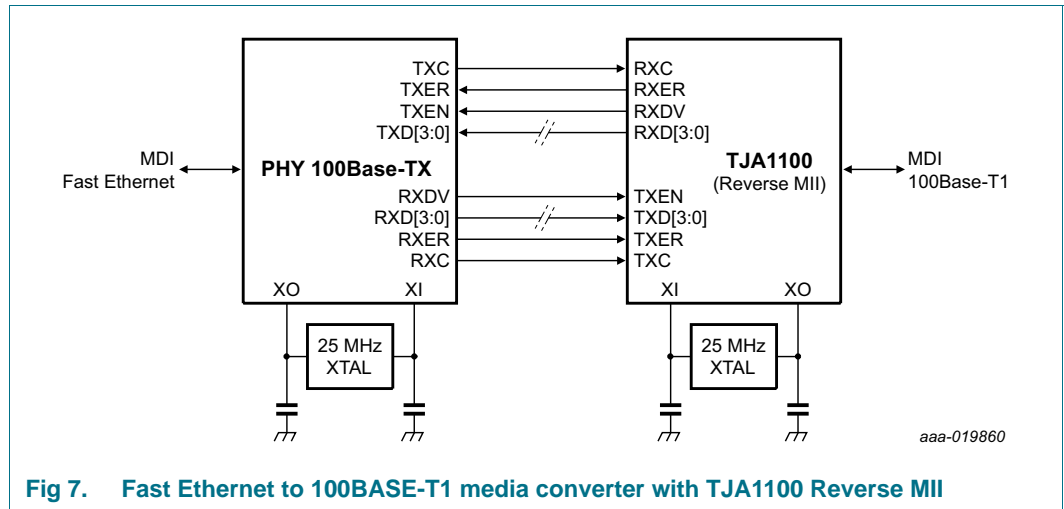 TXC
TXER
TXEN
TXD[3:0]
MDI
Fast Ethernet
PHY 100Base-TX
RXDV
RXD[3:0]
RXER
RXC
XO
XI
25 MHz
XTAL
RXC
RXER
RXDV
RXD[3:0]
TJA1100
(Reverse MII)
MDI
100Base-T1
TXEN
TXD[3:0]
TXER
TXC
XI
XO
25 MHz
XTAL
aaa-019860
Fig 7. Fast Ethernet to 100BASE-T1 media converter with TJA1100 Reverse MII